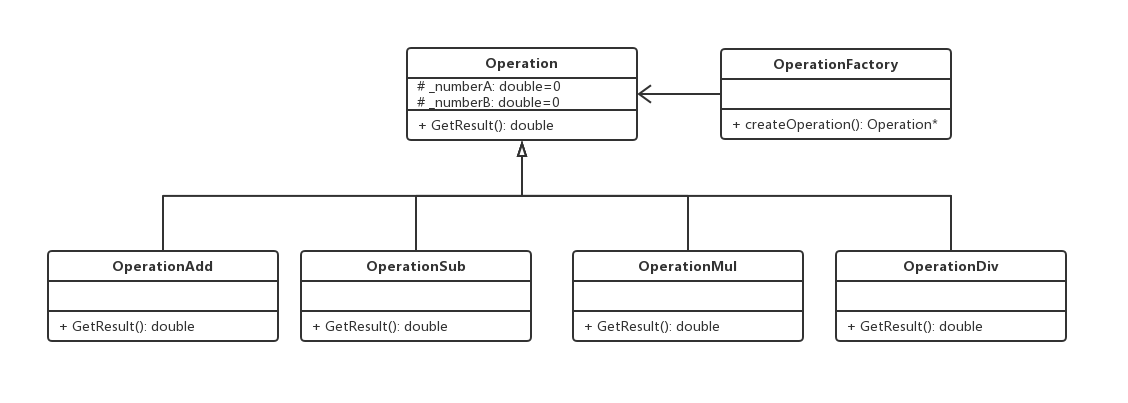 Operation
# _numberA: double=0
# _numberB: double=0
+ GetResult(): double
OperationFactory
+ createOperation(): Operation*
OperationAdd
+ GetResult(): double
OperationSub
+ GetResult(): double
OperationMul
+ GetResult(): double
OperationDiv
+ GetResult(): double